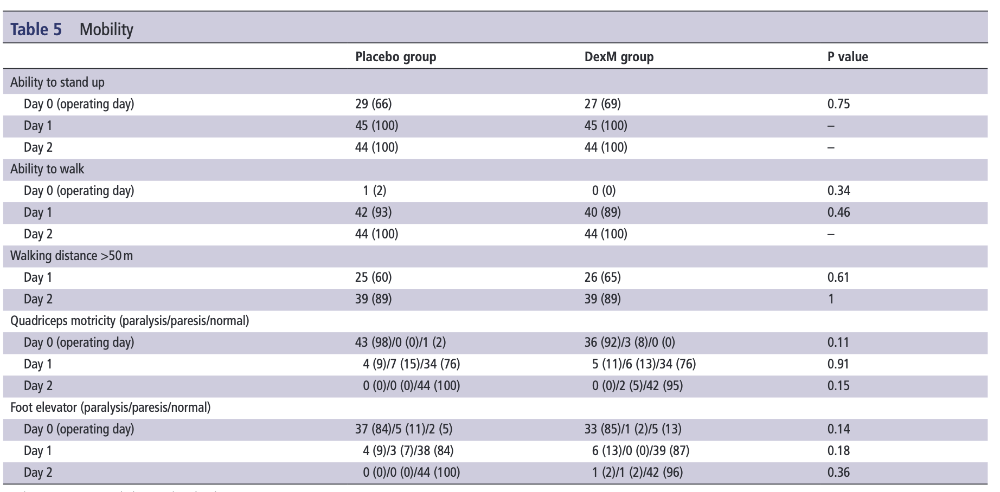 Table 5 Mobility
Placebo group DexM group P value
Ability to stand up
Day 0 (operating day) 29 (66) 27 (69) 0.75
Day 1 45 (100) 45 (100) –
Day 2 44 (100) 44 (100) –
Ability to walk
Day 0 (operating day) 1 (2) 0 (0) 0.34
Day 1 42 (93) 40 (89) 0.46
Day 2 44 (100) 44 (100) –
Walking distance >50 m
Day 1 25 (60) 26 (65) 0.61
Day 2 39 (89) 39 (89) 1
Quadriceps motricity (paralysis/paresis/normal)
Day 0 (operating day) 43 (98)/0 (0)/1 (2) 36 (92)/3 (8)/0 (0) 0.11
Day 1 4 (9)/7 (15)/34 (76) 5 (11)/6 (13)/34 (76) 0.91
Day 2 0 (0)/0 (0)/44 (100) 0 (0)/2 (5)/42 (95) 0.15
Foot elevator (paralysis/paresis/normal)
Day 0 (operating day) 37 (84)/5 (11)/2 (5) 33 (85)/1 (2)/5 (13) 0.14
Day 1 4 (9)/3 (7)/38 (84) 6 (13)/0 (0)/39 (87) 0.18
Day 2 0 (0)/0 (0)/44 (100) 1 (2)/1 (2)/42 (96) 0.36